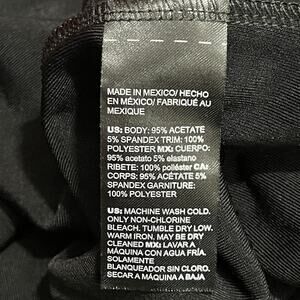 MADE IN MEXICO/ HECHO
EN MÉXICO/ FABRIQUÉ AU
MEXIQUE
US: BODY: 95% ACETATE
5% SPANDEX TRIM: 100%
POLYESTER MX: CUERPO:
95% acetato 5% elastano
RIBETE: 100% poliéster CA:
CORPS: 95% ACÉTATE 5%
SPANDEX GARNITURE:
100% POLYESTER
US: MACHINE WASH COLD.
ONLY NON-CHLORINE
BLEACH. TUMBLE DRY LOW.
WARM IRON. MAY BE DRY
CLEANED MX: LAVAR A
MÁQUINA CON AGUA FRÍA.
SOLAMENTE
BLANQUEADOR SIN CLORO.
SECAR A MÁQUINA A BAJA